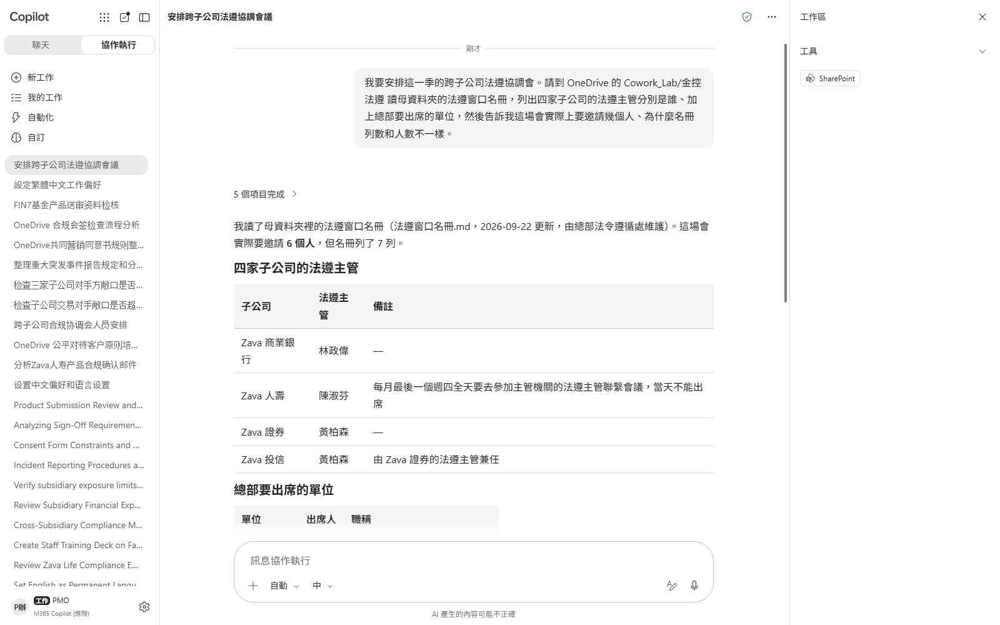 Copilot
聊天
協作執行
新工作
我的工作
自動化
自訂
安排跨子公司法遵協調會議
設定繁體中文工作偏好
FIN7基金产品送审资料检核
OneDrive 合规会签检查流程分析
OneDrive共同营销同意书规则整...
整理重大突发事件报告规定和分...
检查三家子公司对手方敞口是否...
检查子公司交易对手敞口是否超...
跨子公司合规协调会人员安排
OneDrive 公平对待客户原则培...
分析Zava人寿产品合规确认邮件
设置中文偏好和语言设置
Product Submission Review and...
Analyzing Sign-Off Requiremen...
Consent Form Constraints and ...
Incident Reporting Procedures a...
Verify subsidiary exposure limits...
Review Subsidiary Financial Exp...
Cross-Subsidiary Compliance M...
Create Staff Training Deck on Fa...
Review Zava Life Compliance E...
Set English as Permanent Langu
P辦
工作 PMO
M365 Copilot (進階)
安排跨子公司法遵協調會議
剛才
我要安排這一季的跨子公司法遵協調會。請到 OneDrive 的 Cowork_Lab/金控
法遵 讀母資料夾的法遵窗口名冊，列出四家子公司的法遵主管分別是誰、加
上總部要出席的單位，然後告訴我這場會實際上要邀請幾個人、為什麼名冊
列數和人數不一樣。
5 個項目完成
我讀了母資料夾裡的法遵窗口名冊（法遵窗口名冊.md，2026-09-22 更新，由總部法令遵循處維護）。這場會
實際要邀請 6 個人，但名冊列了 7 列。
四家子公司的法遵主管
子公司 法遵主管 備註
Zava 商業銀行 林政偉 —
Zava 人壽 陳淑芬 每月最後一個週四全天要去參加主管機關的法遵主管聯繫會議，當天不能出席
Zava 證券 黃柏森 —
Zava 投信 黃柏森 由 Zava 證券的法遵主管兼任
總部要出席的單位
單位 出席人 職稱
訊息協作執行
自動
中
AI 產生的內容可能不正確
工作區
工具
SharePoint